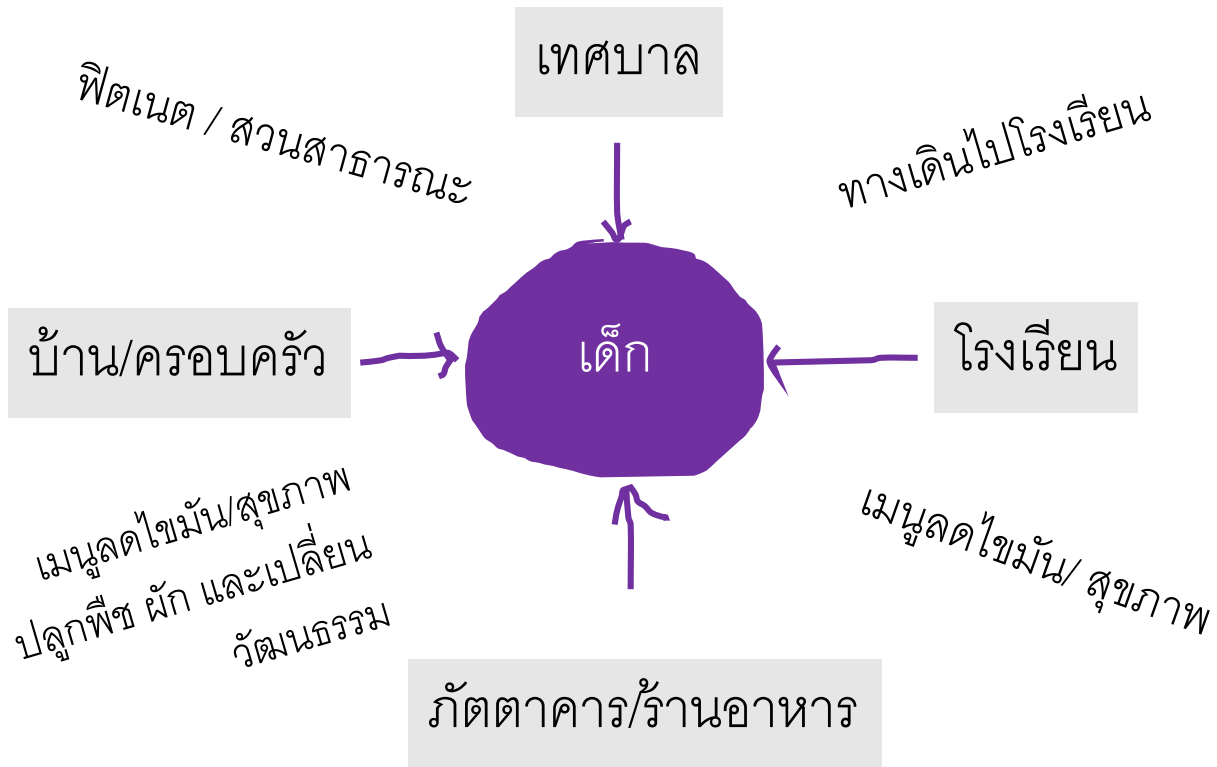 เทศบาล
ฟิตเนต / สวนสาธารณะ
ทางเดินไปโรงเรียน
บ้าน/ครอบครัว
เด็ก
โรงเรียน
เมนูลดไขมัน/สุขภาพ
ปลูกพืช ผัก และเปลี่ยน
วัฒนธรรม
เมนูลดไขมัน/ สุขภาพ
ภัตตาคาร/ร้านอาหาร